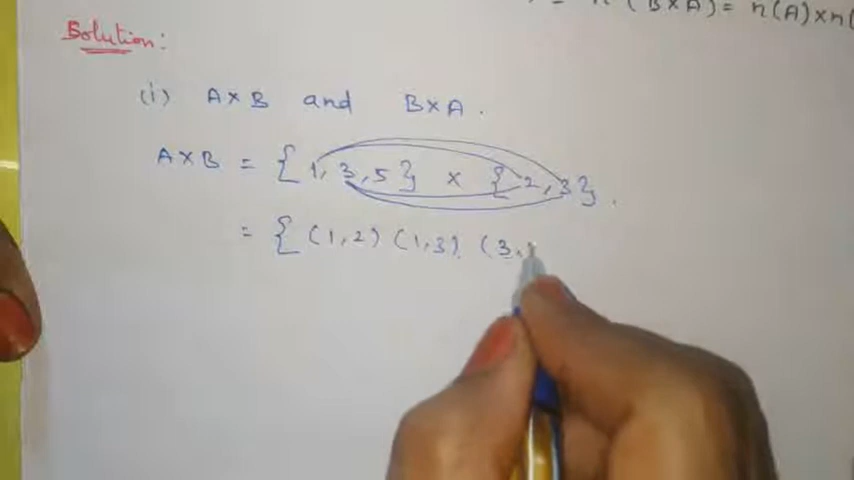 n(B×A) = n(A)×n(
Solution:
(i) A×B and B×A.
A×B = {1,3,5} × {2,3}.
= {(1,2) (1,3), (3,